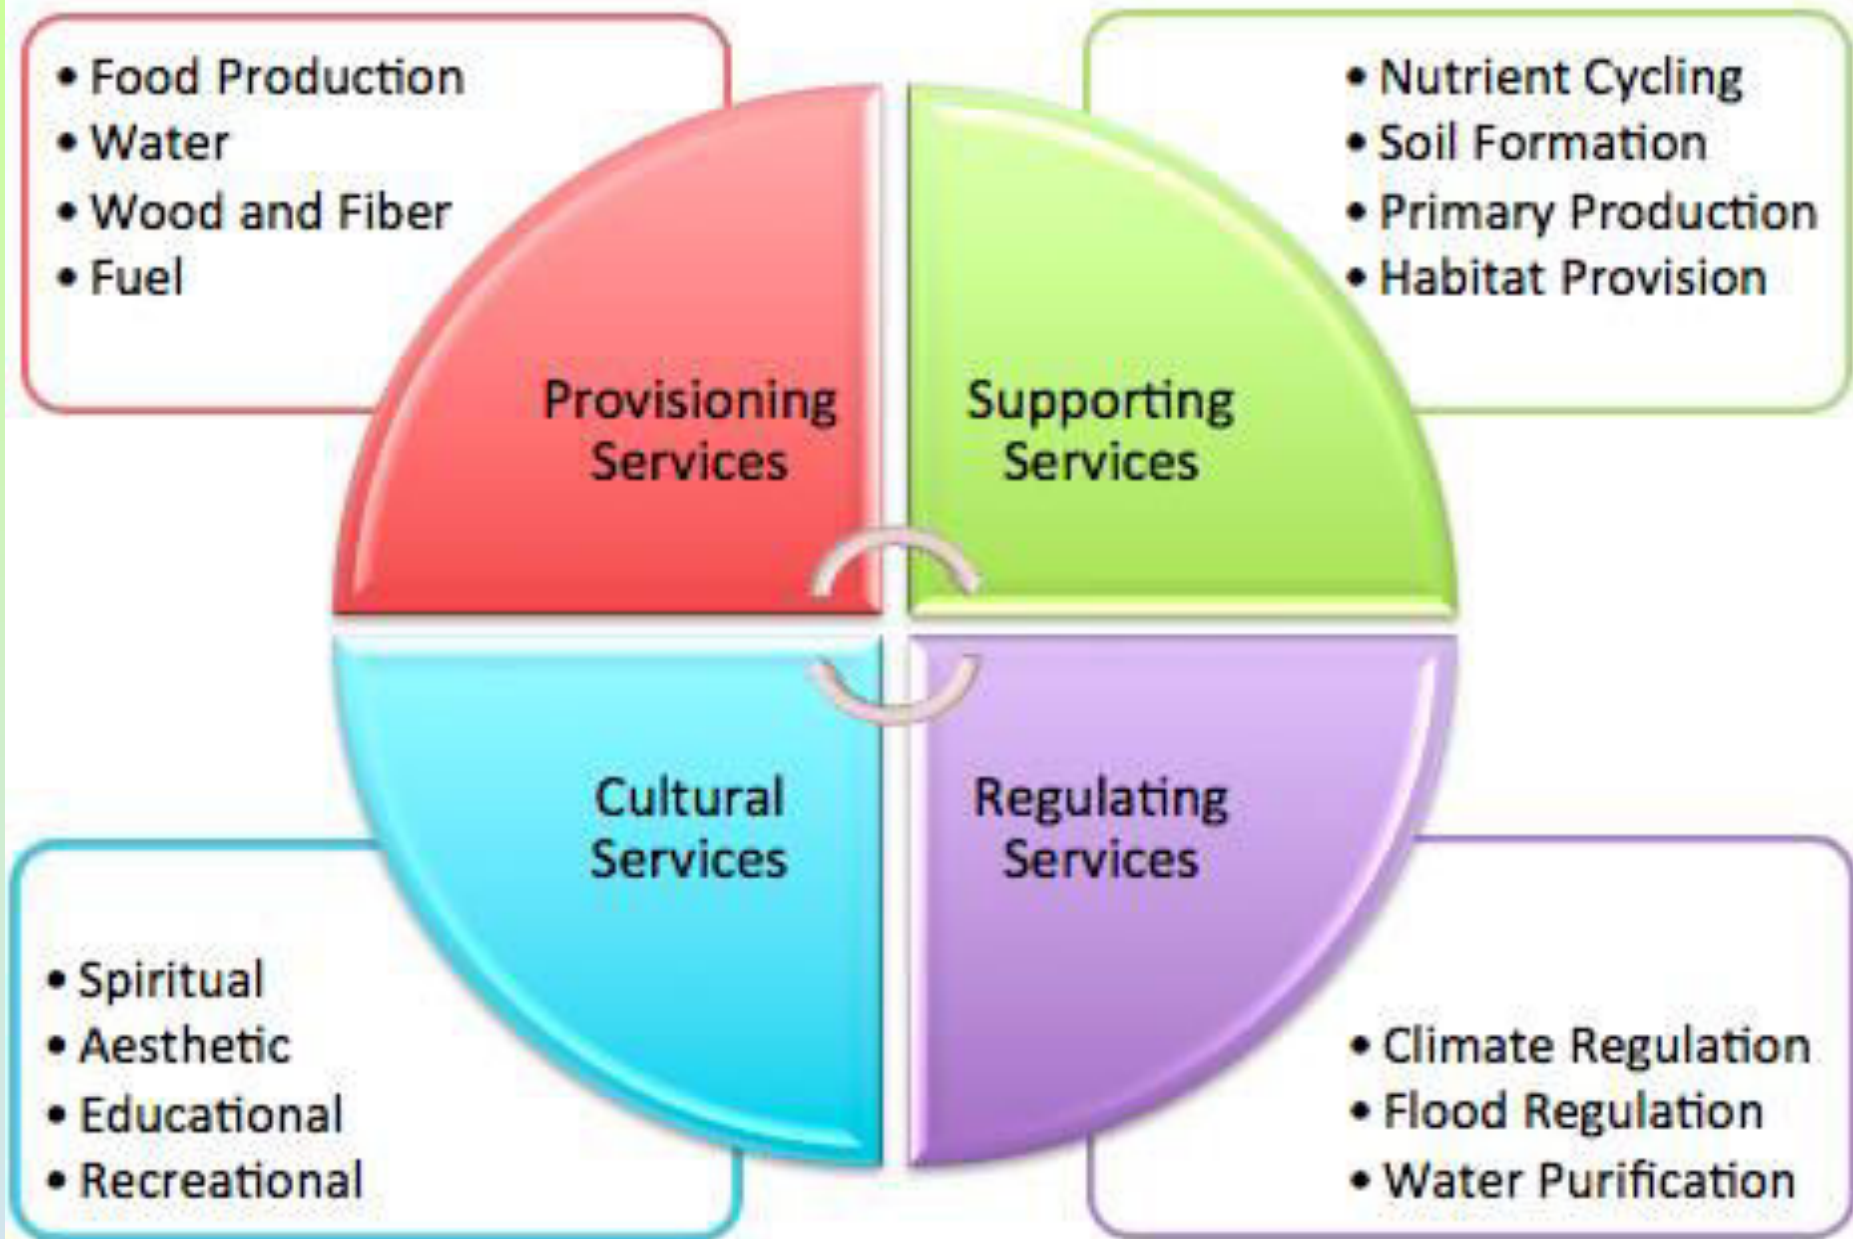 • Food Production
• Water
• Wood and Fiber
• Fuel
• Nutrient Cycling
• Soil Formation
• Primary Production
• Habitat Provision
Provisioning
Services
Supporting
Services
Cultural
Services
Regulating
Services
• Spiritual
• Aesthetic
• Educational
• Recreational
• Climate Regulation
• Flood Regulation
• Water Purification